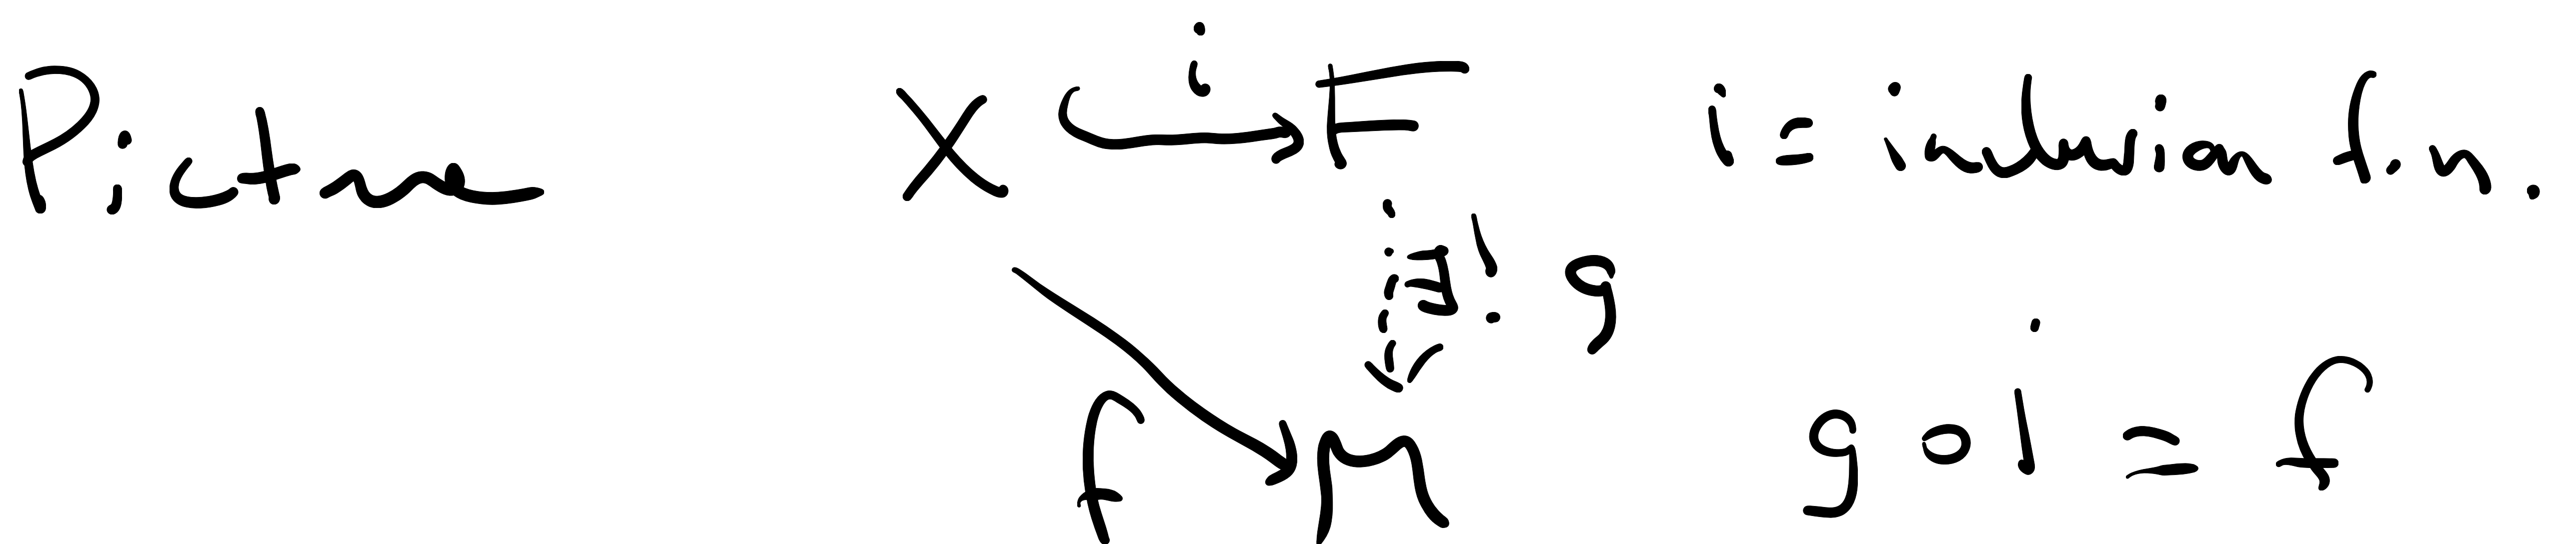 Picture X i F i = inclusion f.n.
∃! g
f M g o i = f